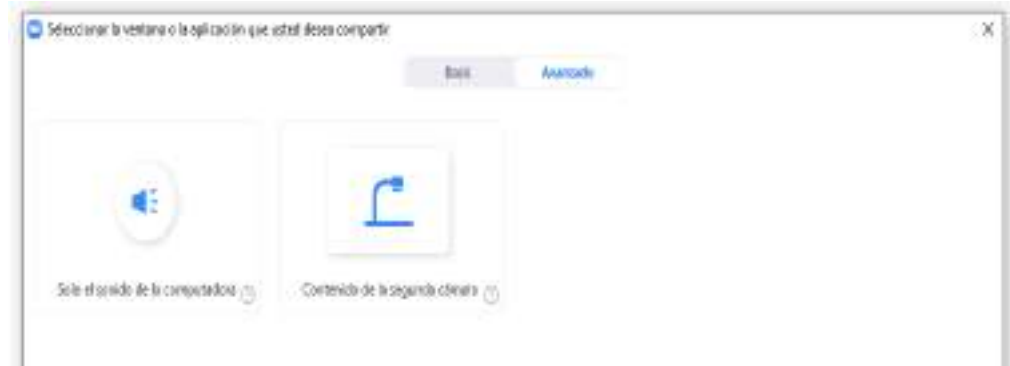 Seleccionar la ventana o la aplicación que usted desea compartir
Basic Avanzado
Solo el sonido de la computadora
Contenido de la segunda cámara